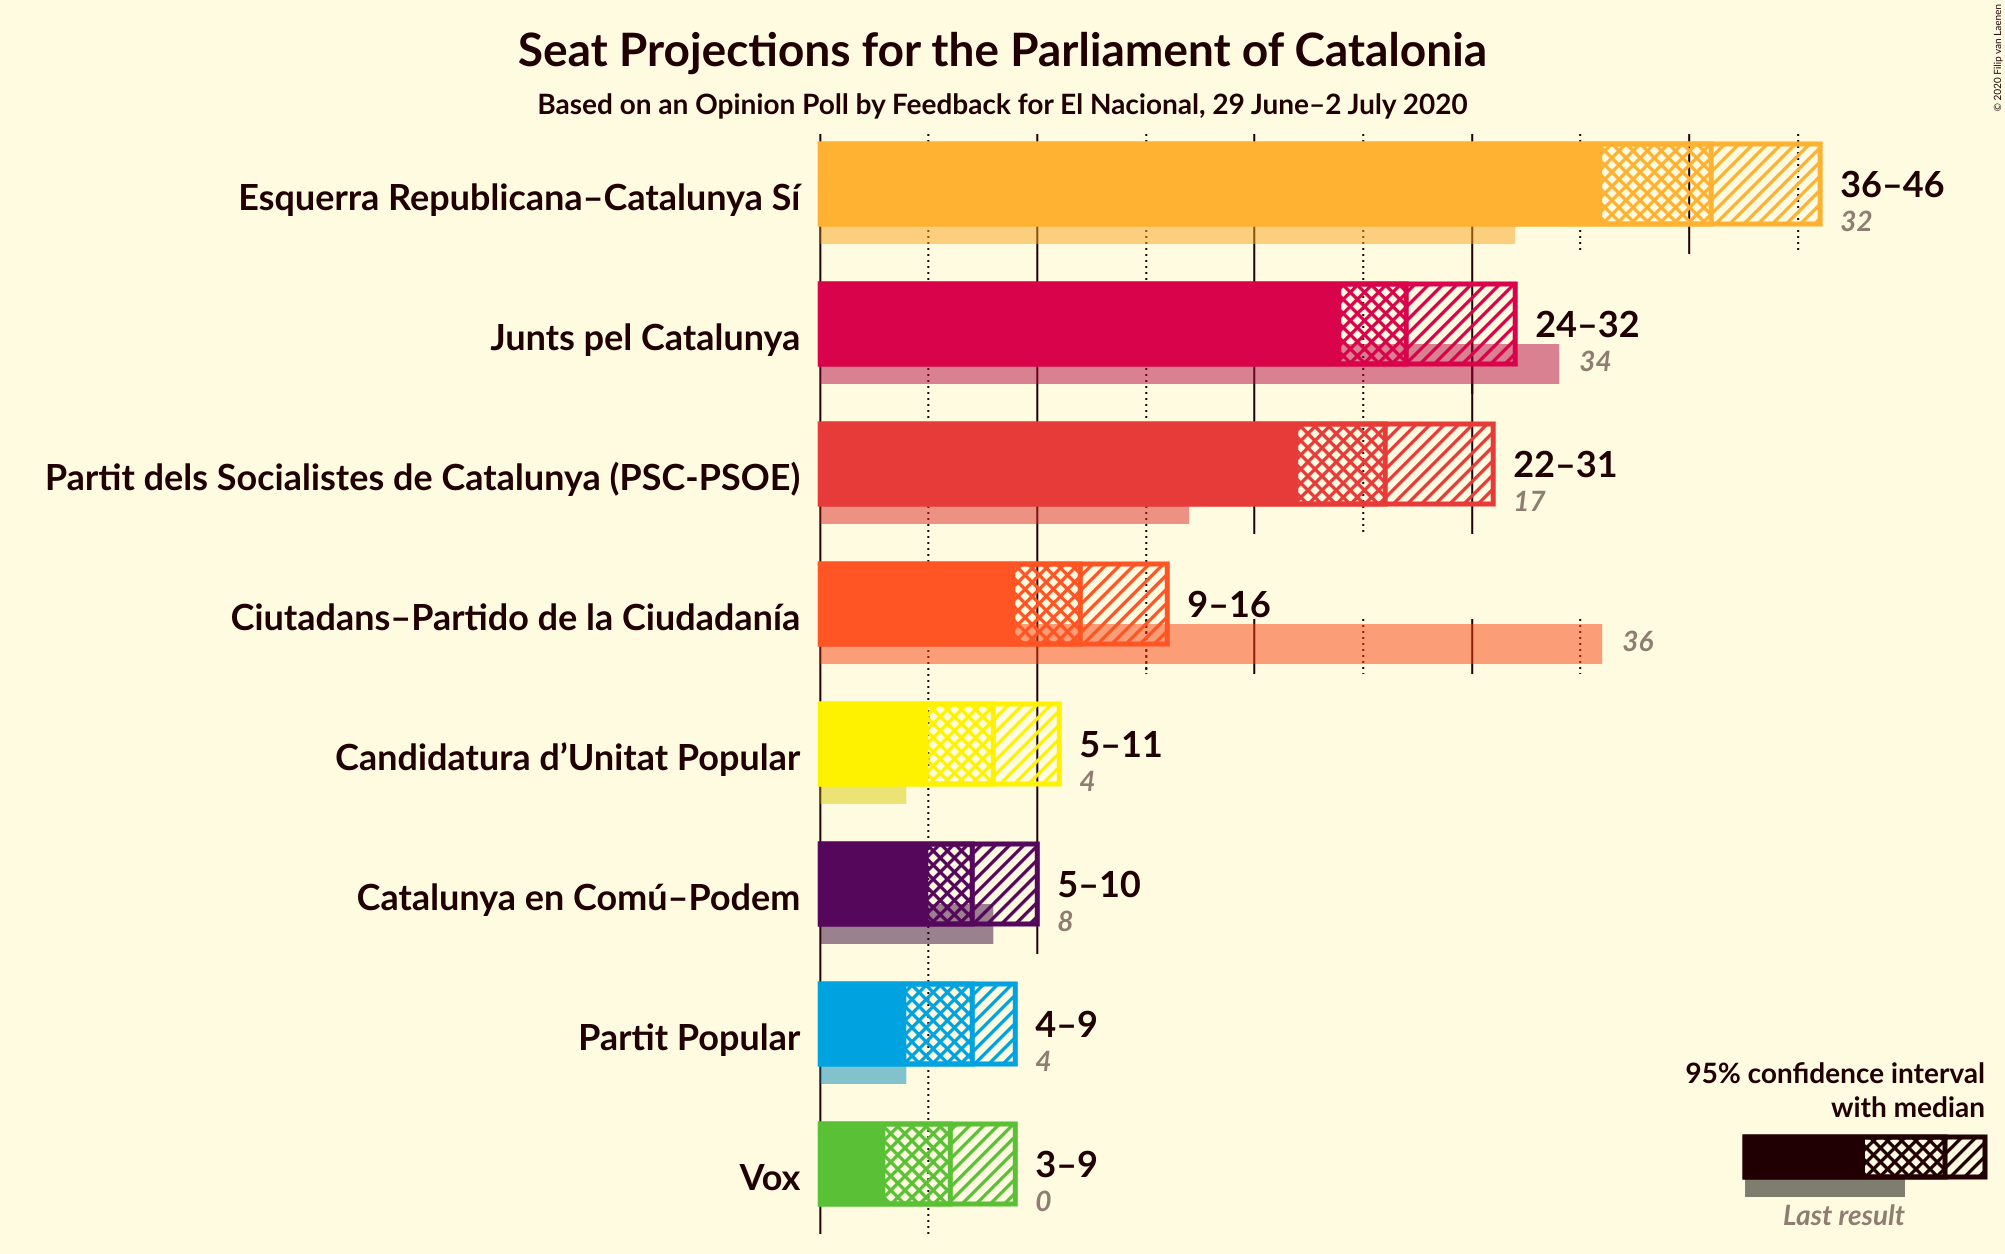 Seat Projections for the Parliament of Catalonia
Based on an Opinion Poll by Feedback for El Nacional, 29 June–2 July 2020
© 2020 Filip van Laenen
Esquerra Republicana–Catalunya Sí
36–46
32
Junts pel Catalunya
24–32
34
Partit dels Socialistes de Catalunya (PSC-PSOE)
22–31
17
Ciutadans–Partido de la Ciudadanía
9–16
36
Candidatura d’Unitat Popular
5–11
4
Catalunya en Comú–Podem
5–10
8
Partit Popular
4–9
4
Vox
3–9
0
95% confidence interval
with median
Last result